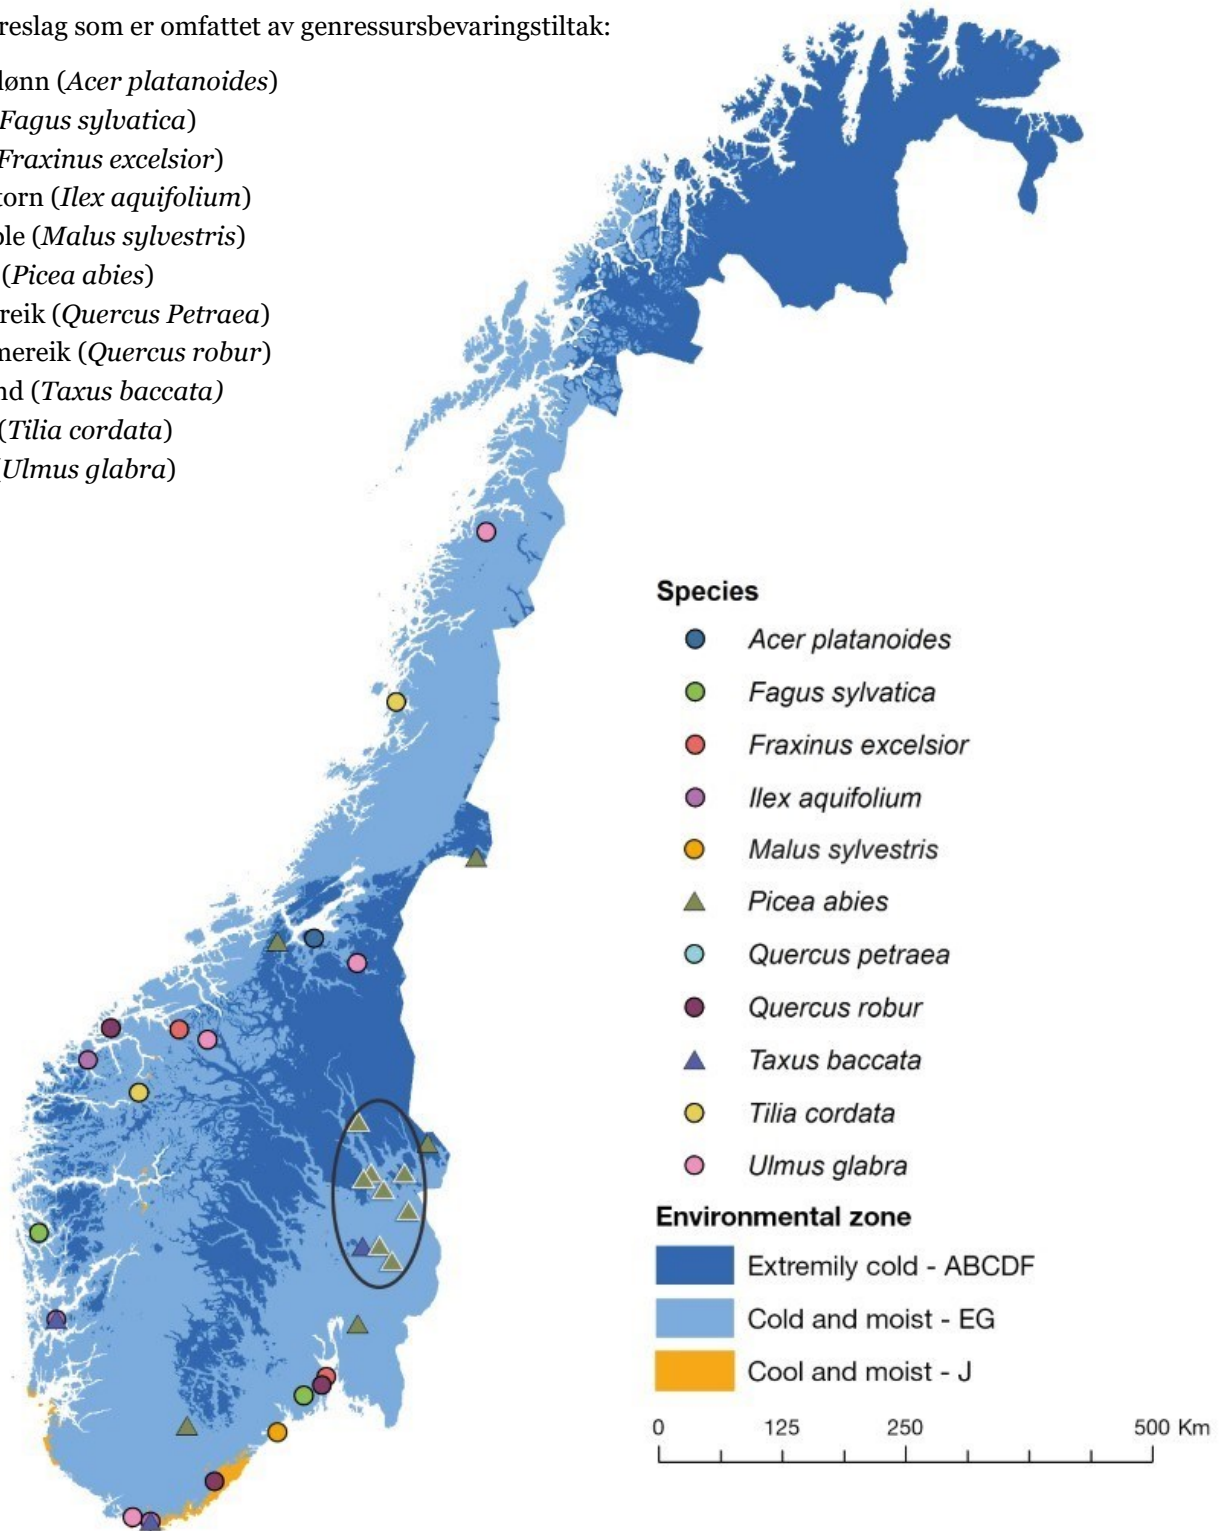 reslag som er omfattet av genressursbevaringstiltak:
lønn (Acer platanoides)
Fagus sylvatica)
Fraxinus excelsior)
torn (Ilex aquifolium)
ple (Malus sylvestris)
(Picea abies)
reik (Quercus Petraea)
nereik (Quercus robur)
nd (Taxus baccata)
(Tilia cordata)
(Ulmus glabra)
Species
Acer platanoides
Fagus sylvatica
Fraxinus excelsior
Ilex aquifolium
Malus sylvestris
Picea abies
Quercus petraea
Quercus robur
Taxus baccata
Tilia cordata
Ulmus glabra
Environmental zone
Extremily cold - ABCDF
Cold and moist - EG
Cool and moist - J
0 125 250 500 Km